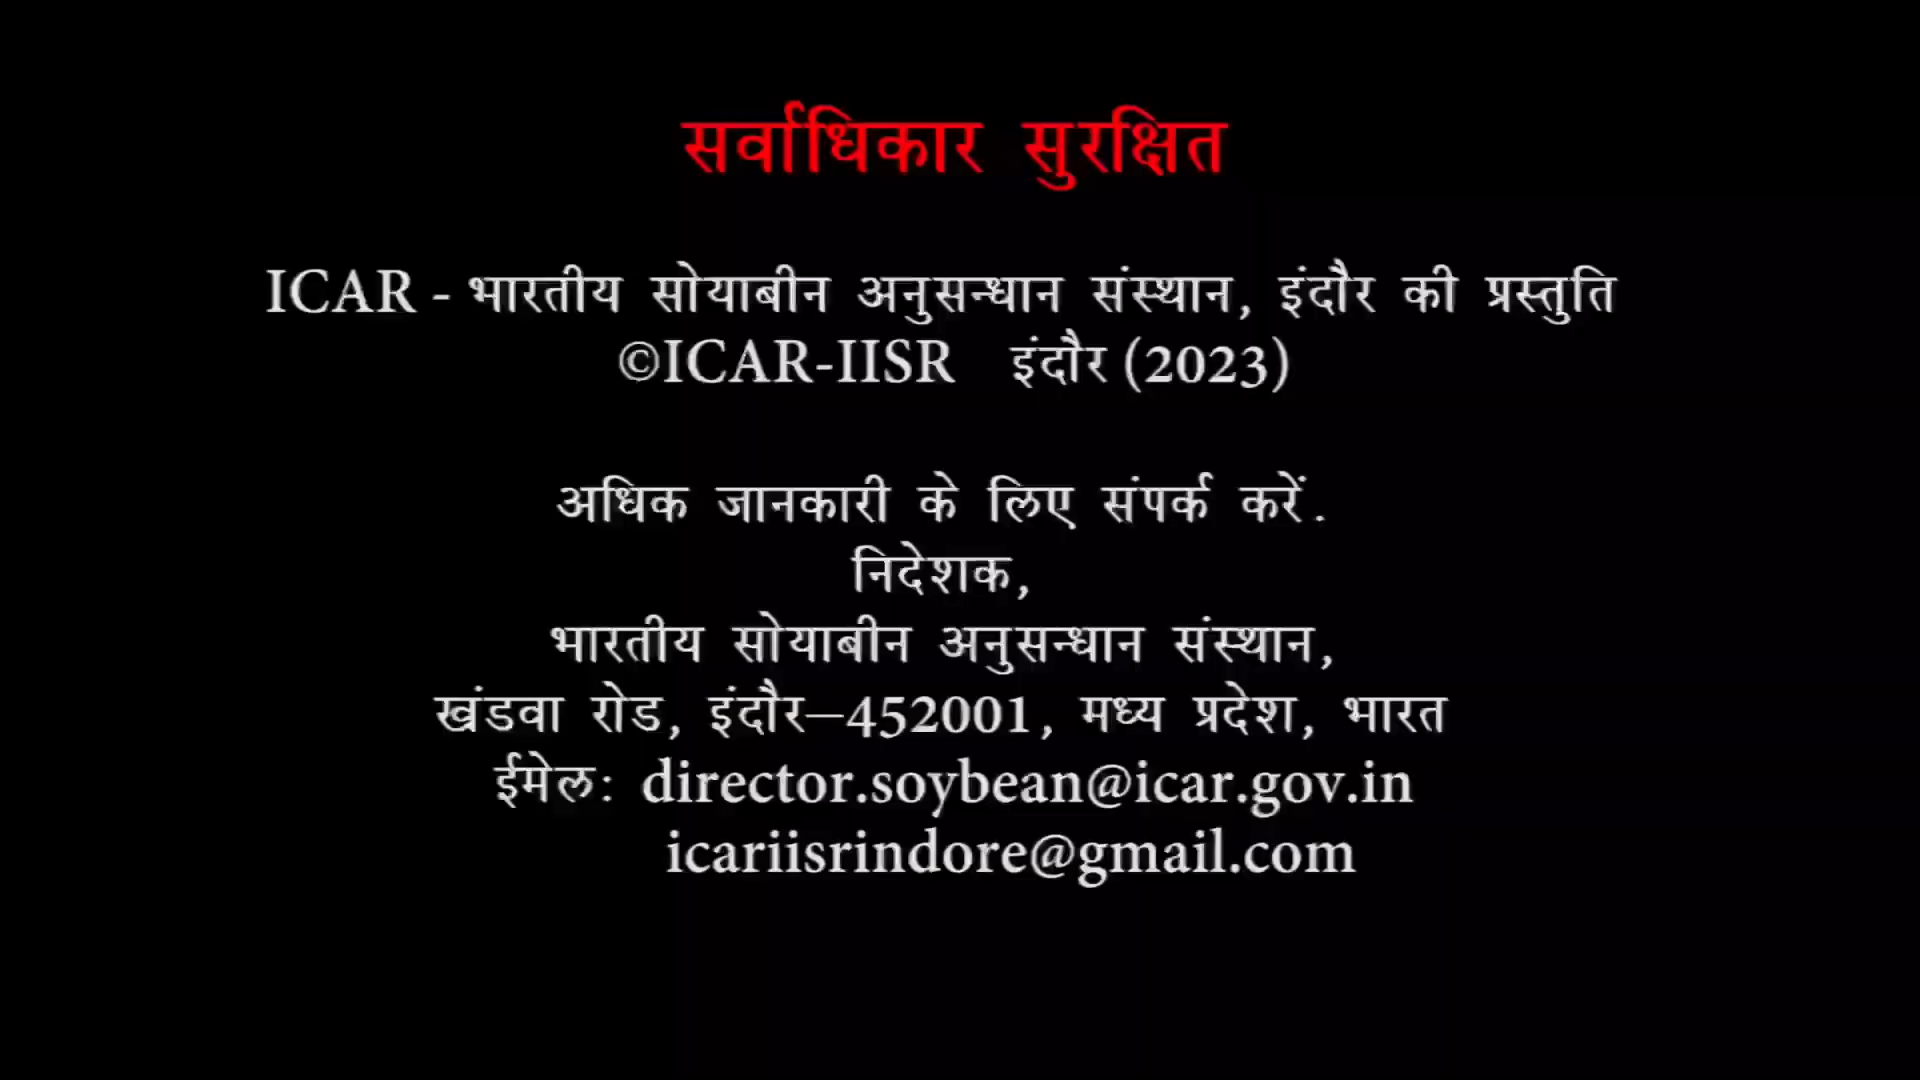 सर्वाधिकार सुरक्षित
ICAR - भारतीय सोयाबीन अनुसन्धान संस्थान, इंदौर की प्रस्तुति
©ICAR-IISR इंदौर (2023)
अधिक जानकारी के लिए संपर्क करें.
निदेशक,
भारतीय सोयाबीन अनुसन्धान संस्थान,
खंडवा रोड, इंदौर–452001, मध्य प्रदेश, भारत
ईमेल: director.soybean@icar.gov.in
icariisrindore@gmail.com